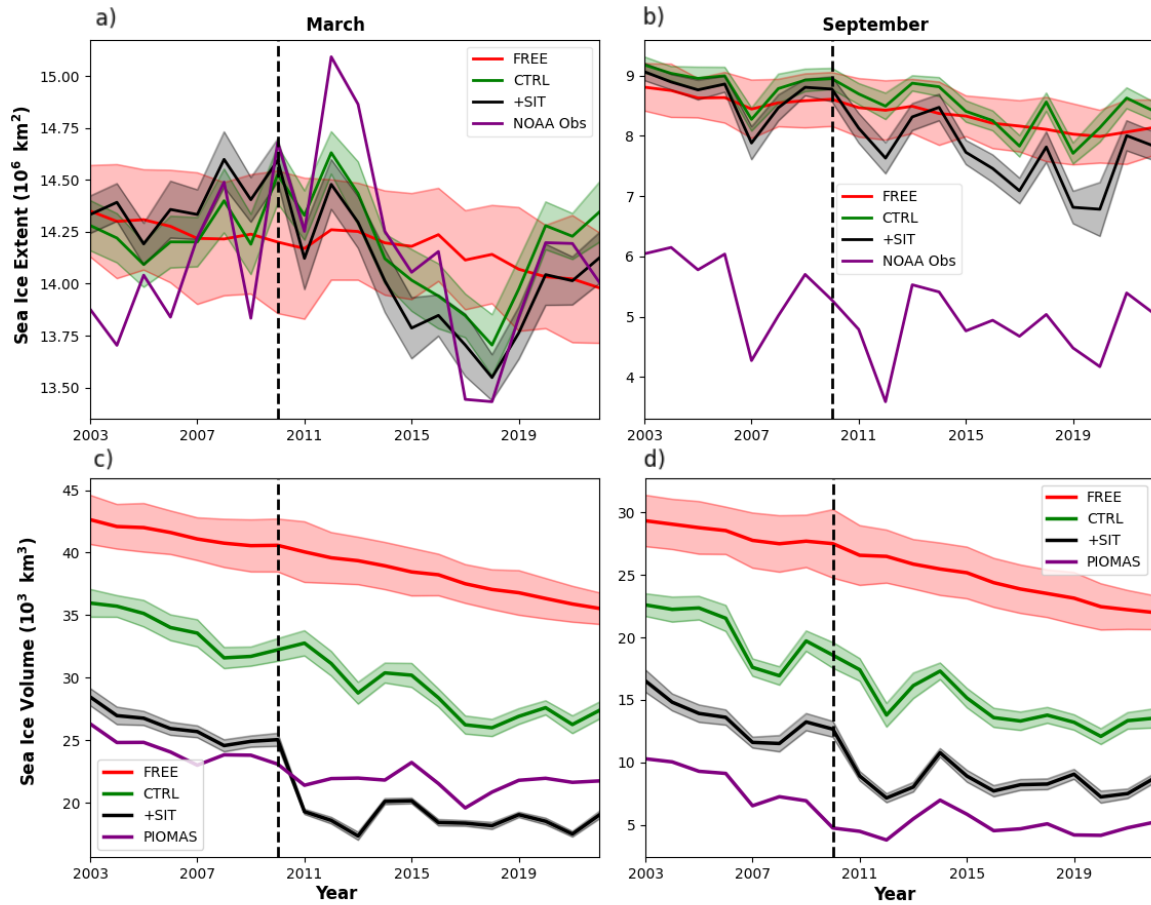 a)
March
b)
September
Sea Ice Extent (10⁶ km²)
15.00
14.75
14.50
14.25
14.00
13.75
13.50
FREE
CTRL
+SIT
NOAA Obs
2003
2007
2011
2015
2019
9
8
7
6
5
4
FREE
CTRL
+SIT
NOAA Obs
2003
2007
2011
2015
2019
c)
d)
Sea Ice Volume (10³ km³)
45
40
35
30
25
20
FREE
CTRL
+SIT
PIOMAS
2003
2007
2011
2015
2019
Year
30
25
20
15
10
5
FREE
CTRL
+SIT
PIOMAS
2003
2007
2011
2015
2019
Year